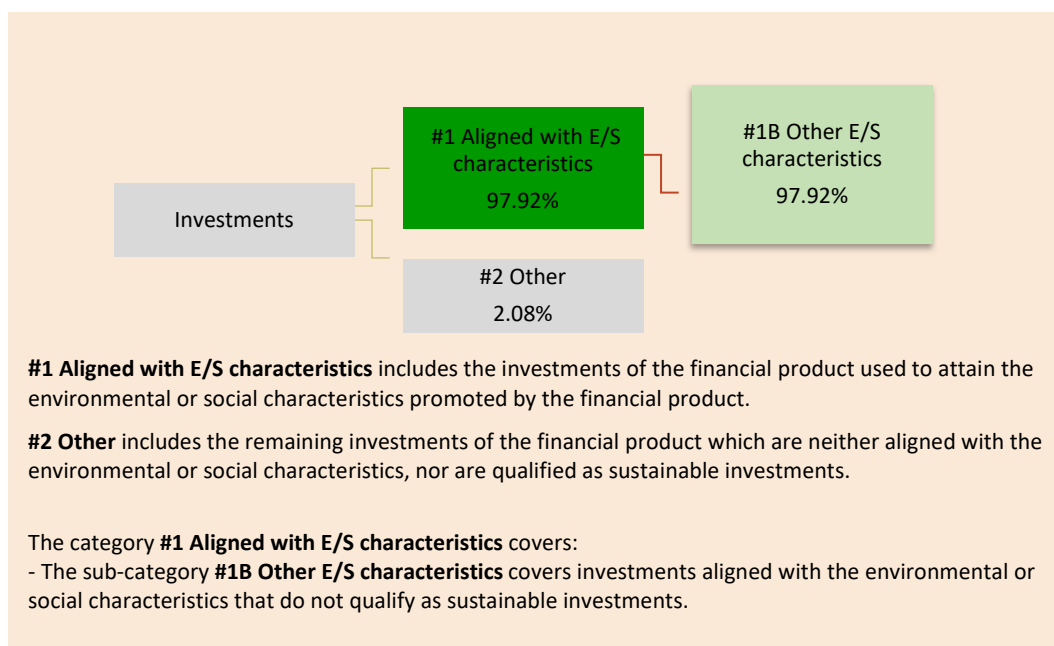 #1 Aligned with E/S
characteristics
97.92%
#1B Other E/S
characteristics
97.92%
Investments
#2 Other
2.08%
#1 Aligned with E/S characteristics includes the investments of the financial product used to attain the
environmental or social characteristics promoted by the financial product.
#2 Other includes the remaining investments of the financial product which are neither aligned with the
environmental or social characteristics, nor are qualified as sustainable investments.
The category #1 Aligned with E/S characteristics covers:
- The sub-category #1B Other E/S characteristics covers investments aligned with the environmental or
social characteristics that do not qualify as sustainable investments.